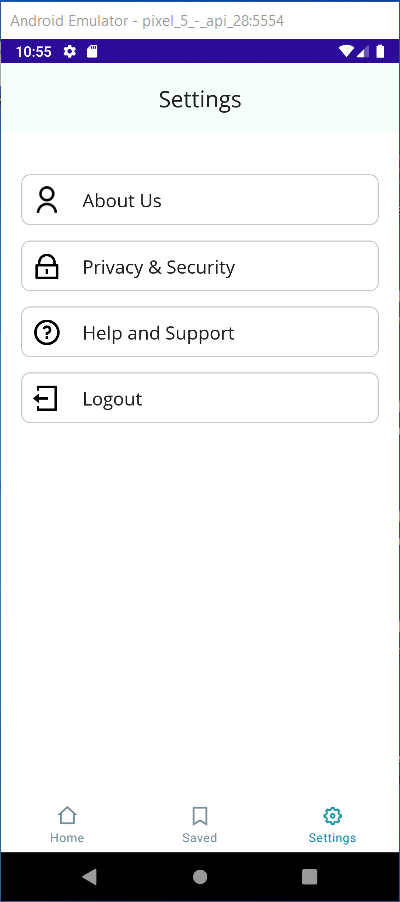 Android Emulator - pixel_5_-_api_28:5554
10:55
Settings
About Us
Privacy & Security
Help and Support
Logout
Home Saved Settings